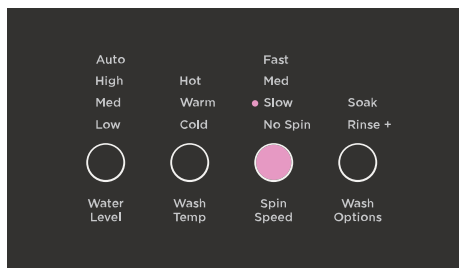 Auto
High
Med
Low
Water
Level
Hot
Warm
Cold
Wash
Temp
Fast
Med
Slow
No Spin
Spin
Speed
Soak
Rinse +
Wash
Options